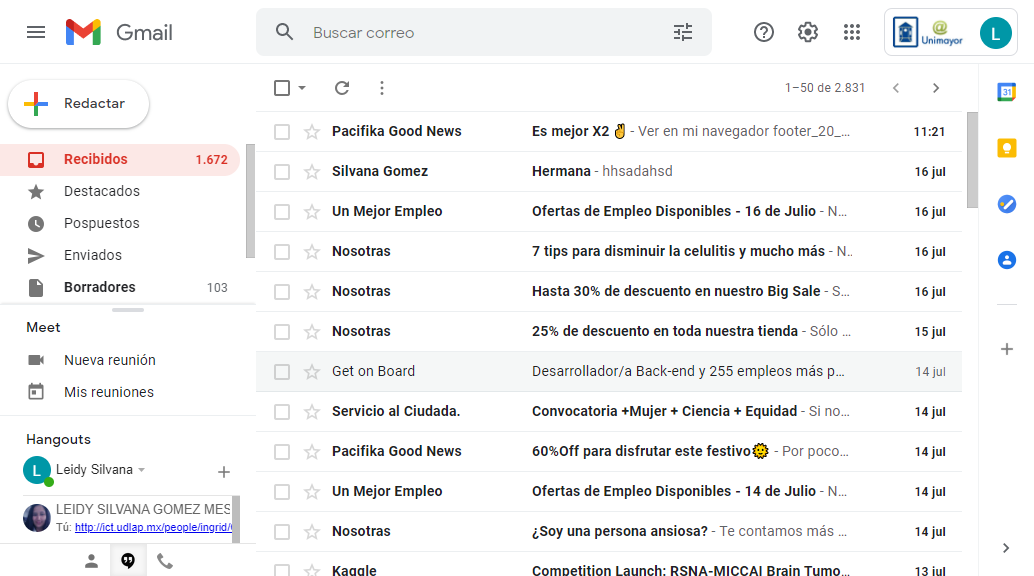 Gmail
Buscar correo
@
Unimayor
L
Redactar
1–50 de 2.831
31
Recibidos 1.672
Destacados
Pospuestos
Enviados
Borradores 103
Meet
Nueva reunión
Mis reuniones
Hangouts
L Leidy Silvana
LEIDY SILVANA GOMEZ MES
Tú: http://ict.udlap.mx/people/ingrid/
Pacifika Good News Es mejor X2✌ - Ver en mi navegador footer_20_... 11:21
Silvana Gomez Hermana - hhsadahsd 16 jul
Un Mejor Empleo Ofertas de Empleo Disponibles - 16 de Julio - N... 16 jul
Nosotras 7 tips para disminuir la celulitis y mucho más - N.. 16 jul
Nosotras Hasta 30% de descuento en nuestro Big Sale - S... 16 jul
Nosotras 25% de descuento en toda nuestra tienda - Sólo ... 15 jul
Get on Board Desarrollador/a Back-end y 255 empleos más p... 14 jul
Servicio al Ciudada. Convocatoria +Mujer + Ciencia + Equidad - Si no... 14 jul
Pacifika Good News 60%Off para disfrutar este festivo🌞 - Por poco... 14 jul
Un Mejor Empleo Ofertas de Empleo Disponibles - 14 de Julio - N... 14 jul
Nosotras ¿Soy una persona ansiosa? - Te contamos más ... 14 jul
Kaggle Competition Launch: RSNA-MICCAI Brain Tumo... 13 jul